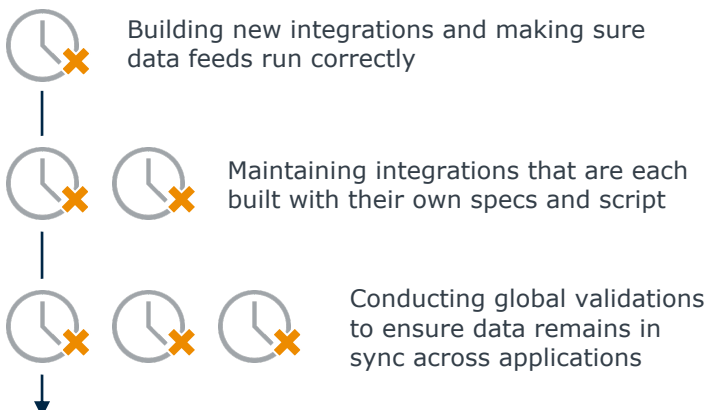 Building new integrations and making sure
data feeds run correctly
Maintaining integrations that are each
built with their own specs and script
Conducting global validations
to ensure data remains in
sync across applications